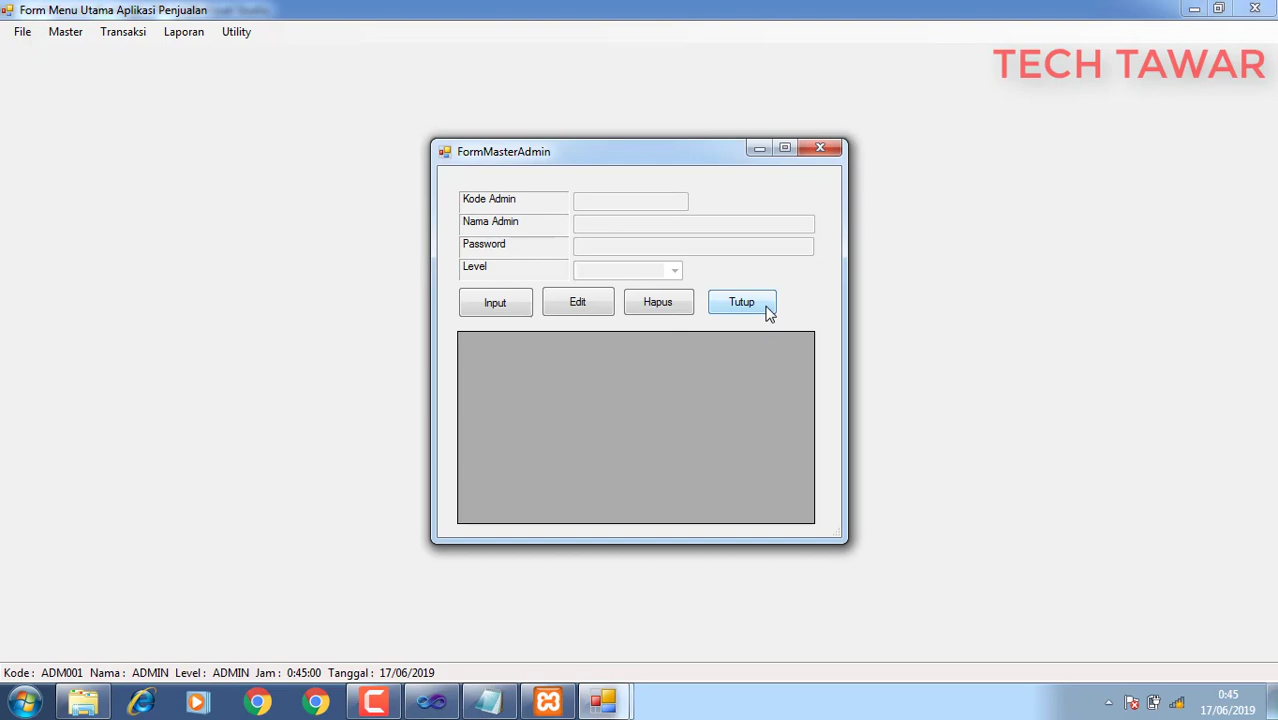 Form Menu Utama Aplikasi Penjualan
File Master Transaksi Laporan Utility
TECH TAWAR
FormMasterAdmin
Kode Admin
Nama Admin
Password
Level
Input Edit Hapus Tutup
Kode : ADM001 Nama : ADMIN Level : ADMIN Jam : 0:45:00 Tanggal : 17/06/2019
0:45
17/06/2019